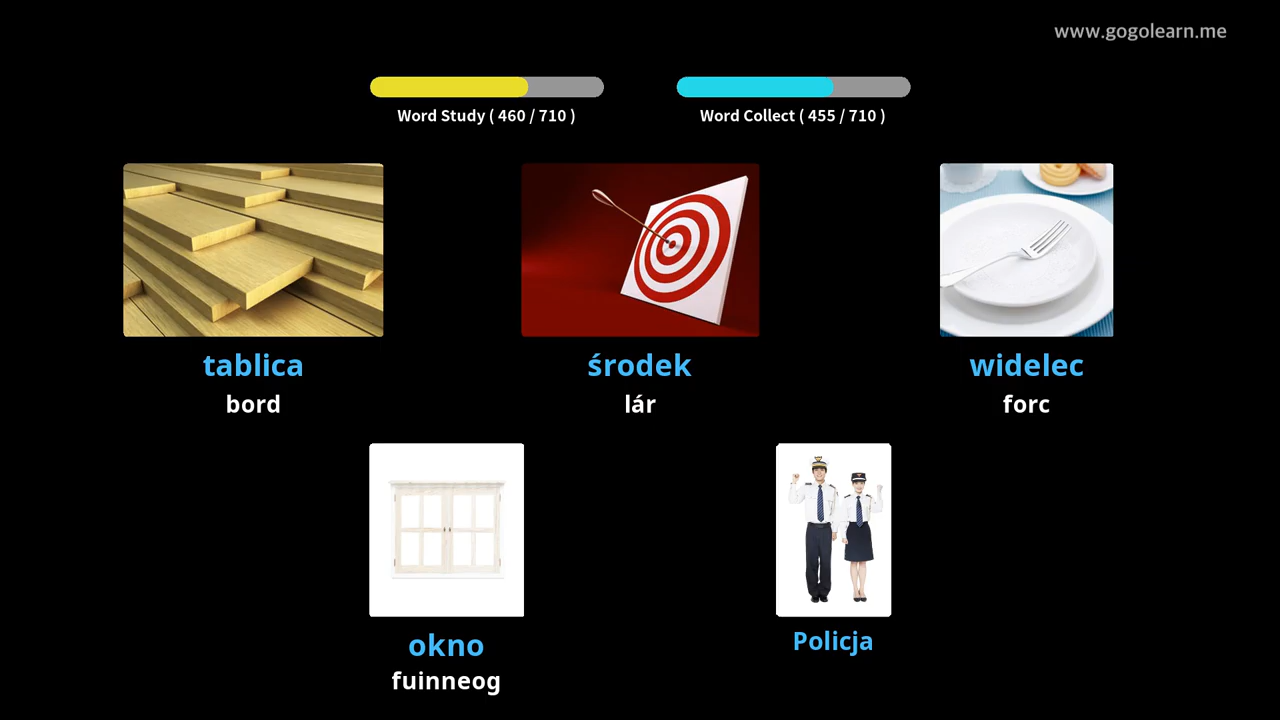 www.gogolearn.me
Word Study ( 460 / 710 )
Word Collect ( 455 / 710 )
tablica
bord
środek
lár
widelec
forc
okno
fuinneog
Policja